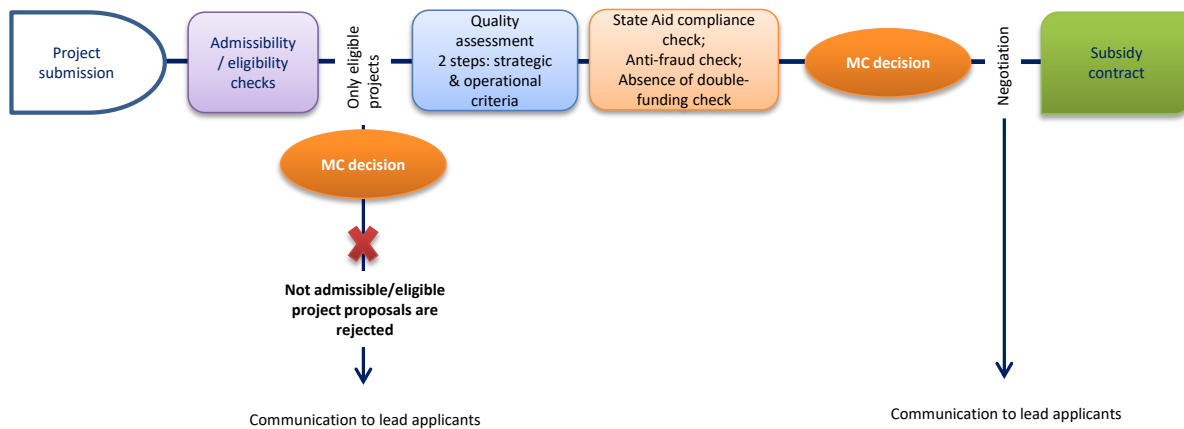 Project
submission
Admissibility
/ eligibility
checks
Only eligible
projects
Quality
assessment
2 steps: strategic
& operational
criteria
State Aid compliance
check;
Anti-fraud check;
Absence of double-
funding check
MC decision
Negotiation
Subsidy
contract
MC decision
Not admissible/eligible
project proposals are
rejected
Communication to lead applicants
Communication to lead applicants